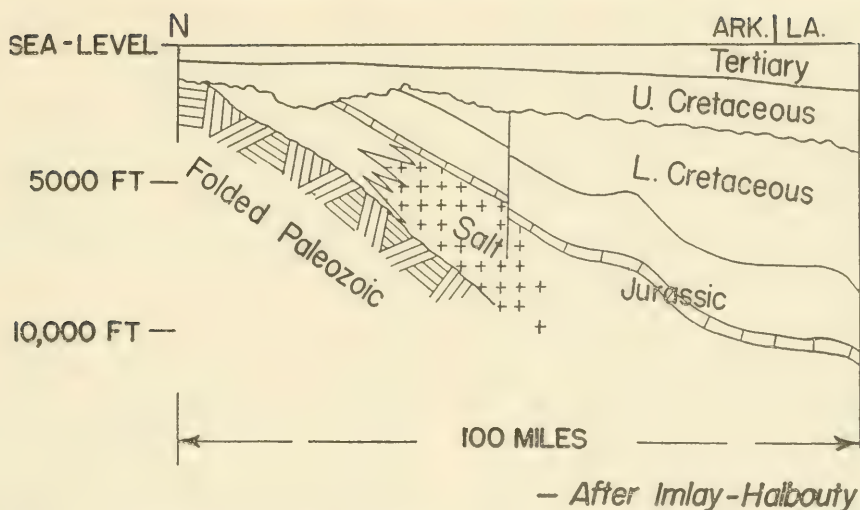 N
ARK. | LA.
SEA-LEVEL
Tertiary
U. Cretaceous
5000 FT
L. Cretaceous
Folded Paleozoic
Salt
Jurassic
10,000 FT
100 MILES
- After Imlay-Halbouty